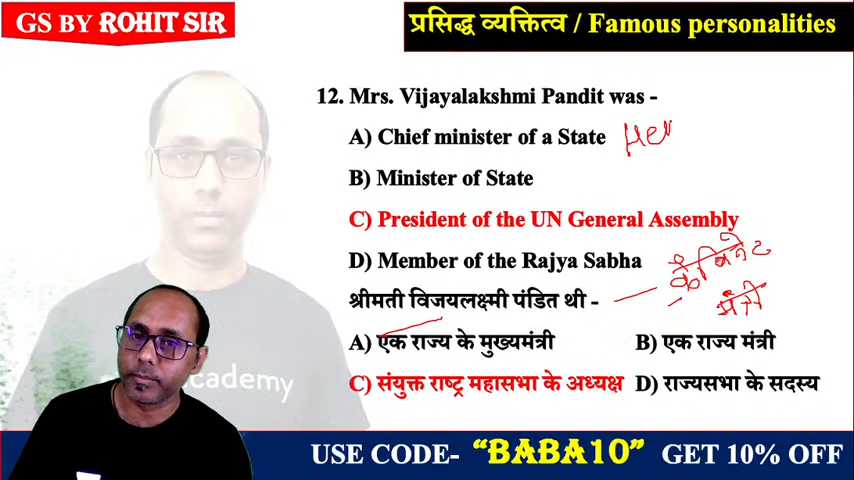 GS BY ROHIT SIR
प्रसिद्ध व्यक्तित्व / Famous personalities
12. Mrs. Vijayalakshmi Pandit was -
A) Chief minister of a State
B) Minister of State
C) President of the UN General Assembly
D) Member of the Rajya Sabha
कैबिनेट
मंत्री
श्रीमती विजयलक्ष्मी पंडित थी -
A) एक राज्य के मुख्यमंत्री B) एक राज्य मंत्री
C) संयुक्त राष्ट्र महासभा के अध्यक्ष D) राज्यसभा के सदस्य
cademy
USE CODE- “BABA10” GET 10% OFF